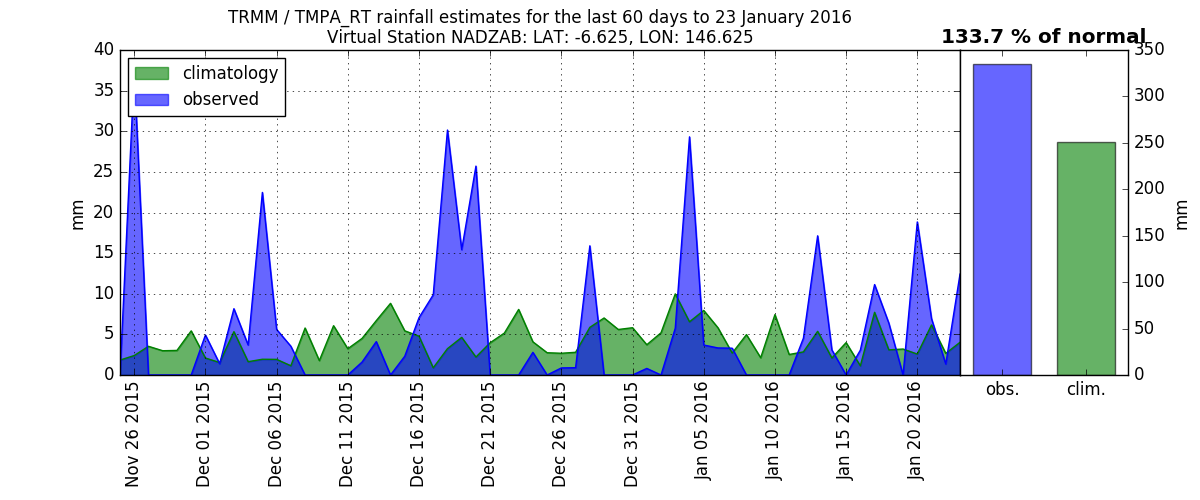 TRMM / TMPA_RT rainfall estimates for the last 60 days to 23 January 2016
Virtual Station NADZAB: LAT: -6.625, LON: 146.625
133.7 % of normal
climatology
observed
mm
40
35
30
25
20
15
10
5
0
Nov 26 2015
Dec 01 2015
Dec 06 2015
Dec 11 2015
Dec 16 2015
Dec 21 2015
Dec 26 2015
Dec 31 2015
Jan 05 2016
Jan 10 2016
Jan 15 2016
Jan 20 2016
obs.
clim.
350
300
250
200
150
100
50
0
mm